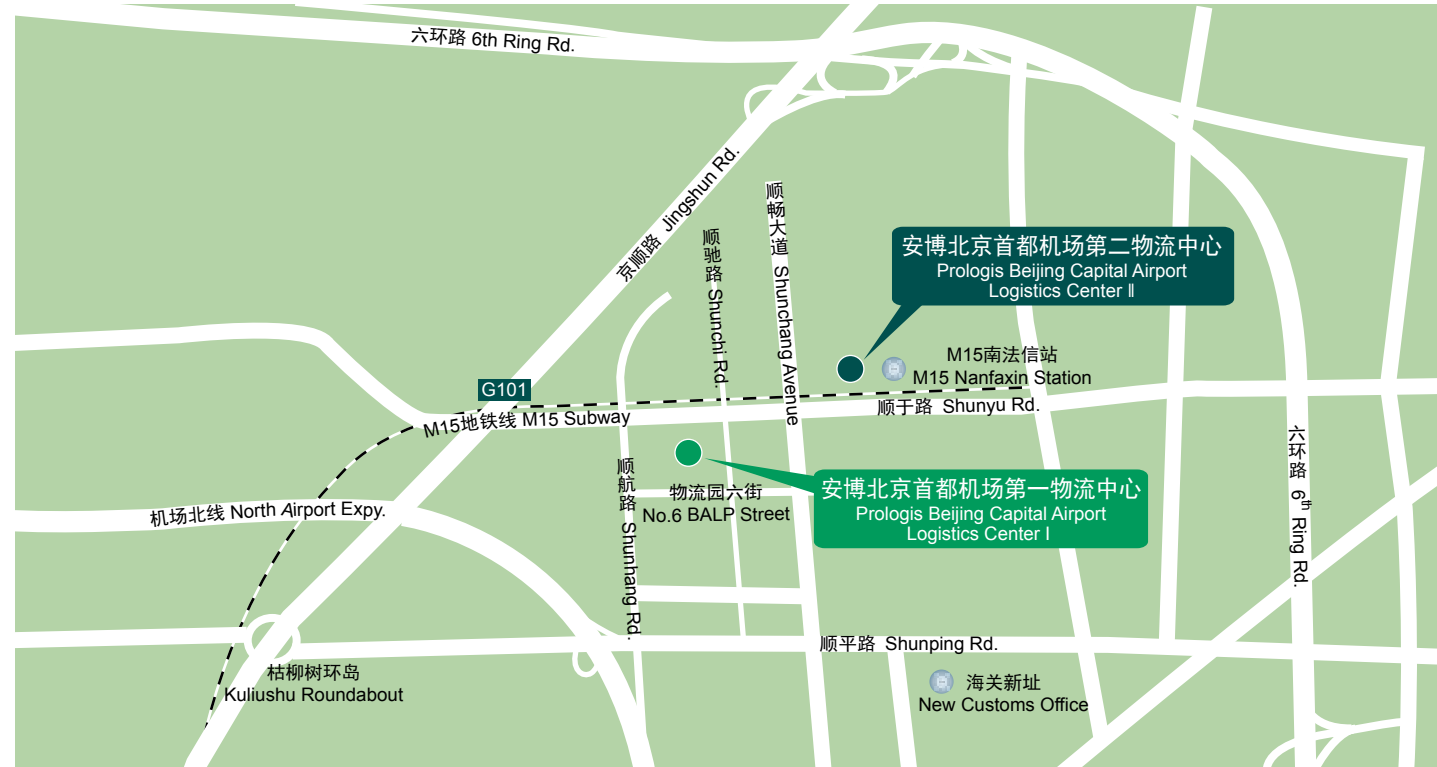 六环路 6th Ring Rd.
京顺路 Jingshun Rd.
顺驰路 Shunchi Rd.
顺畅大道 Shunchang Avenue
安博北京首都机场第二物流中心
Prologis Beijing Capital Airport
Logistics Center Ⅱ
M15南法信站
M15 Nanfaxin Station
G101
M15地铁线 M15 Subway
顺于路 Shunyu Rd.
六环路 6th Ring Rd.
顺航路 Shunhang Rd.
物流园六街
No.6 BALP Street
安博北京首都机场第一物流中心
Prologis Beijing Capital Airport
Logistics Center I
机场北线 North Airport Expy.
顺平路 Shunping Rd.
枯柳树环岛
Kuliushu Roundabout
海关新址
New Customs Office